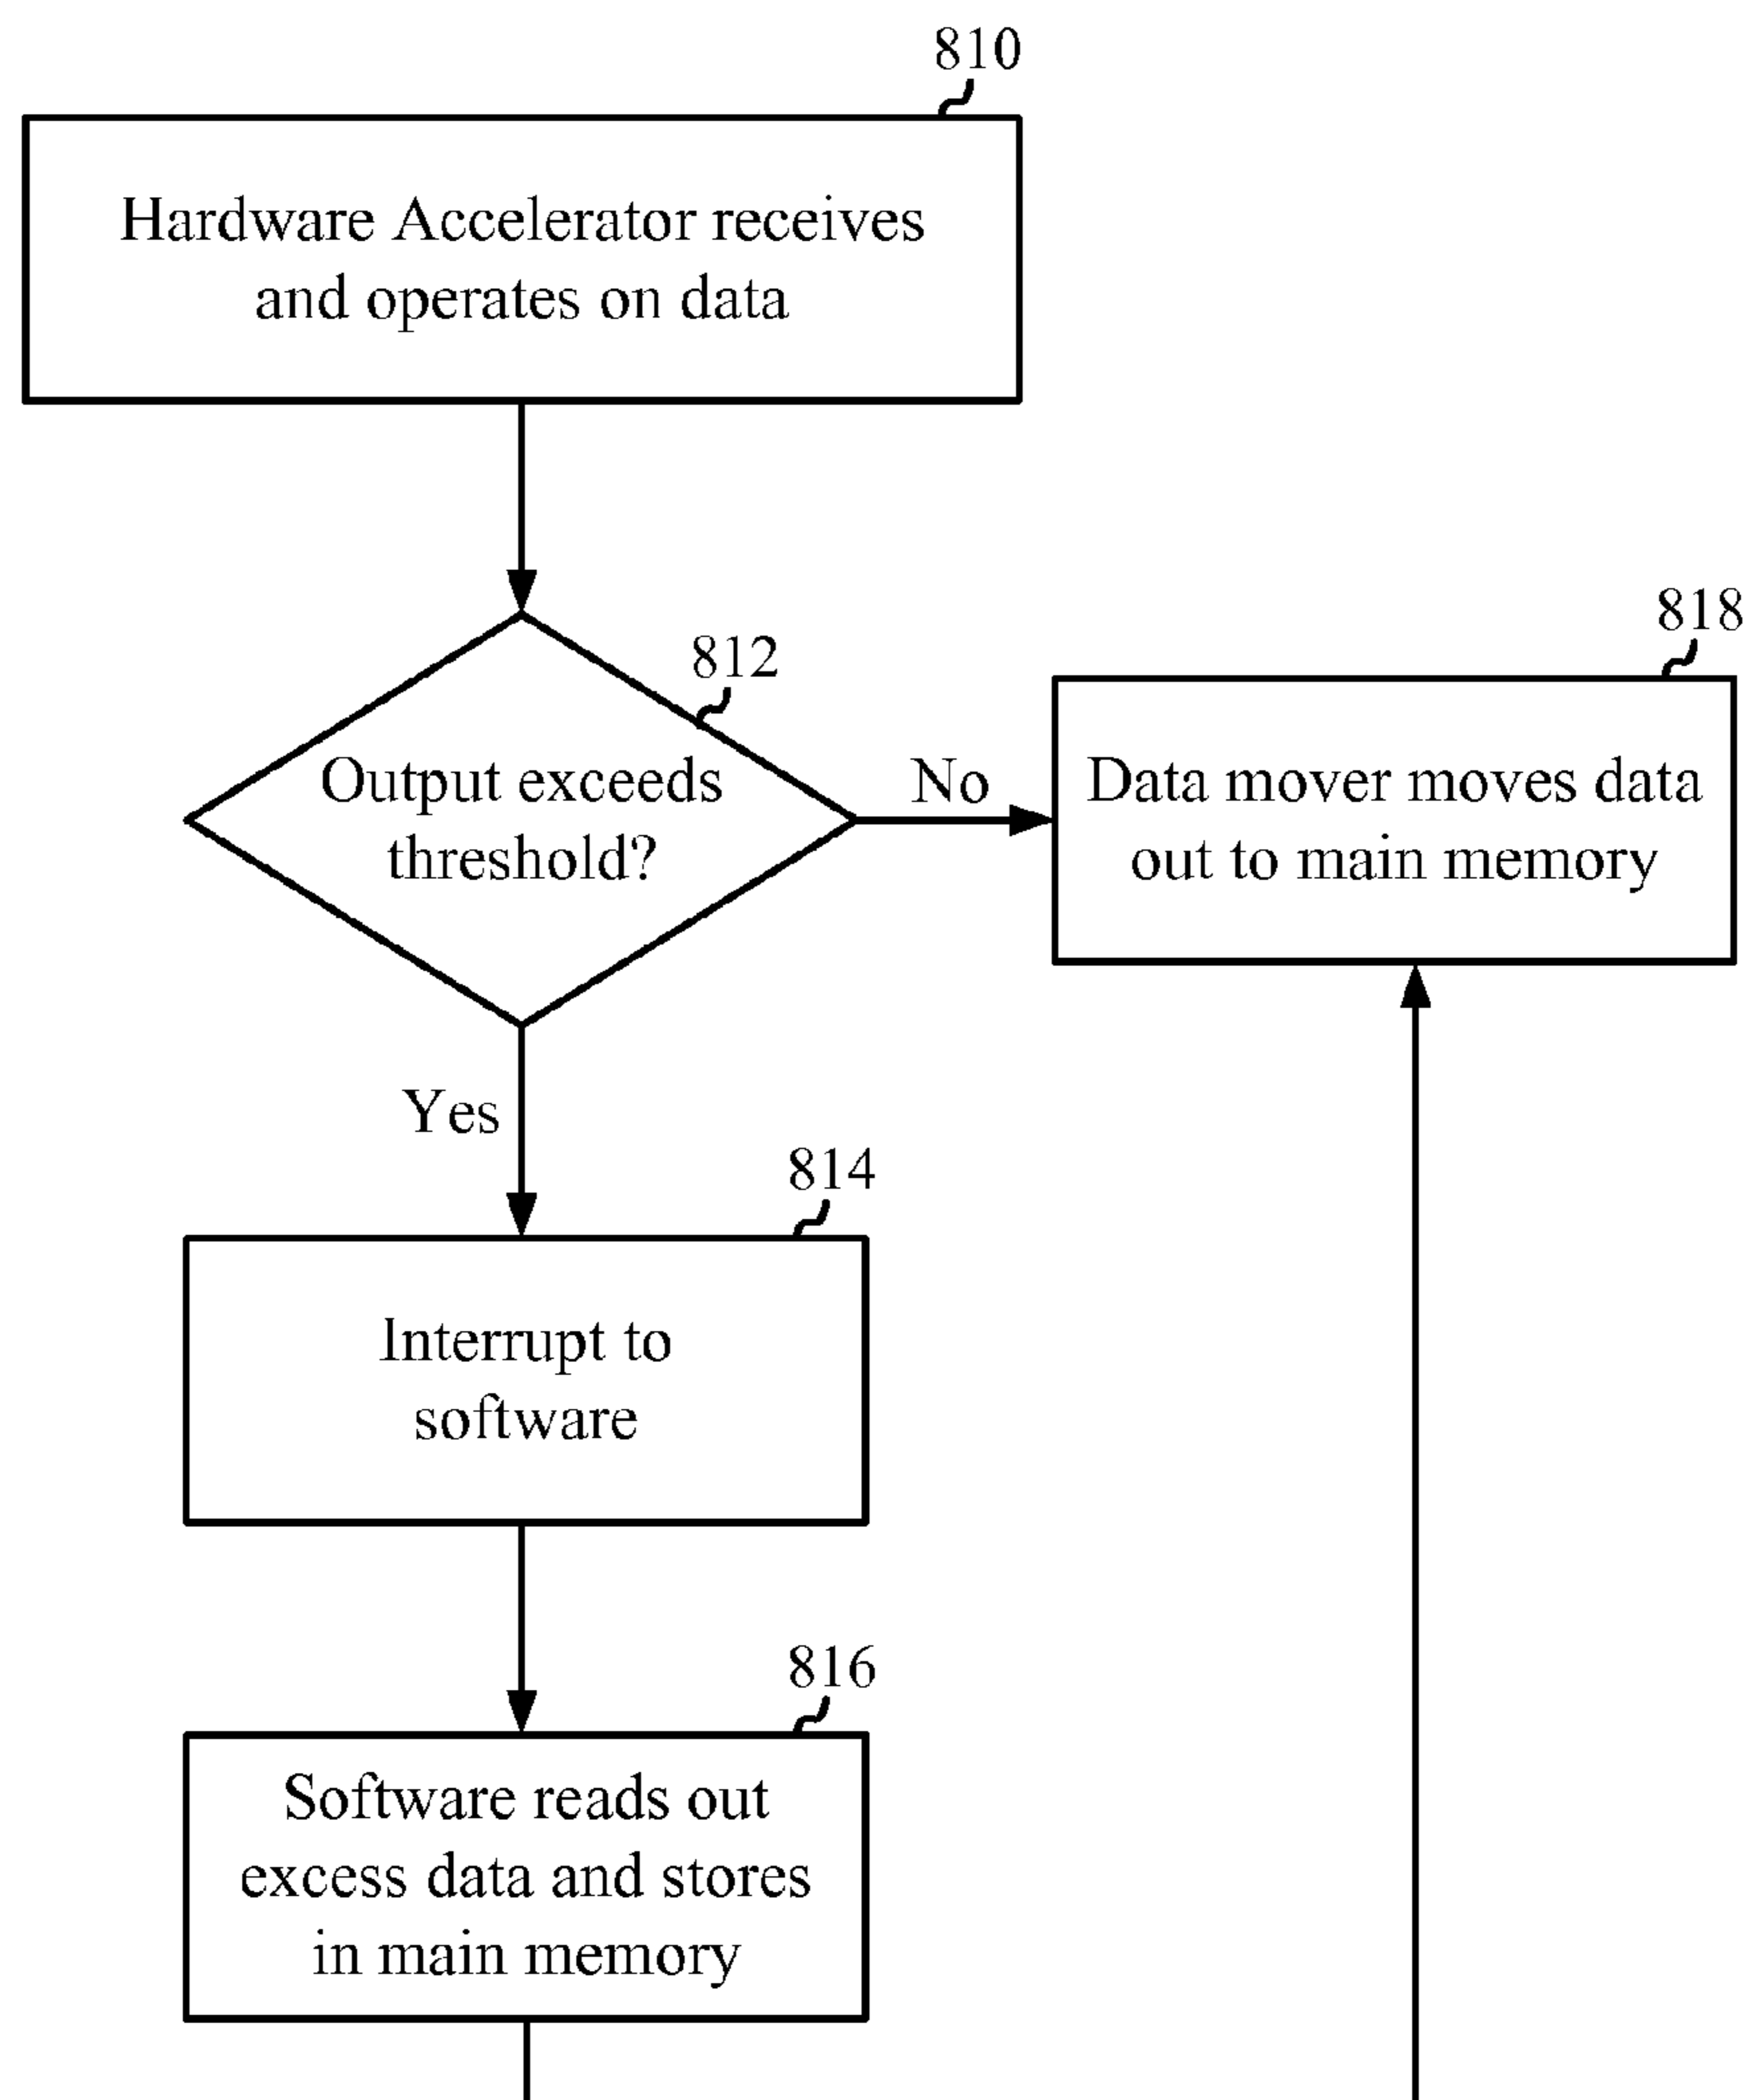 810
Hardware Accelerator receives
and operates on data
812
Output exceeds
threshold?
No
818
Data mover moves data
out to main memory
Yes
814
Interrupt to
software
816
Software reads out
excess data and stores
in main memory